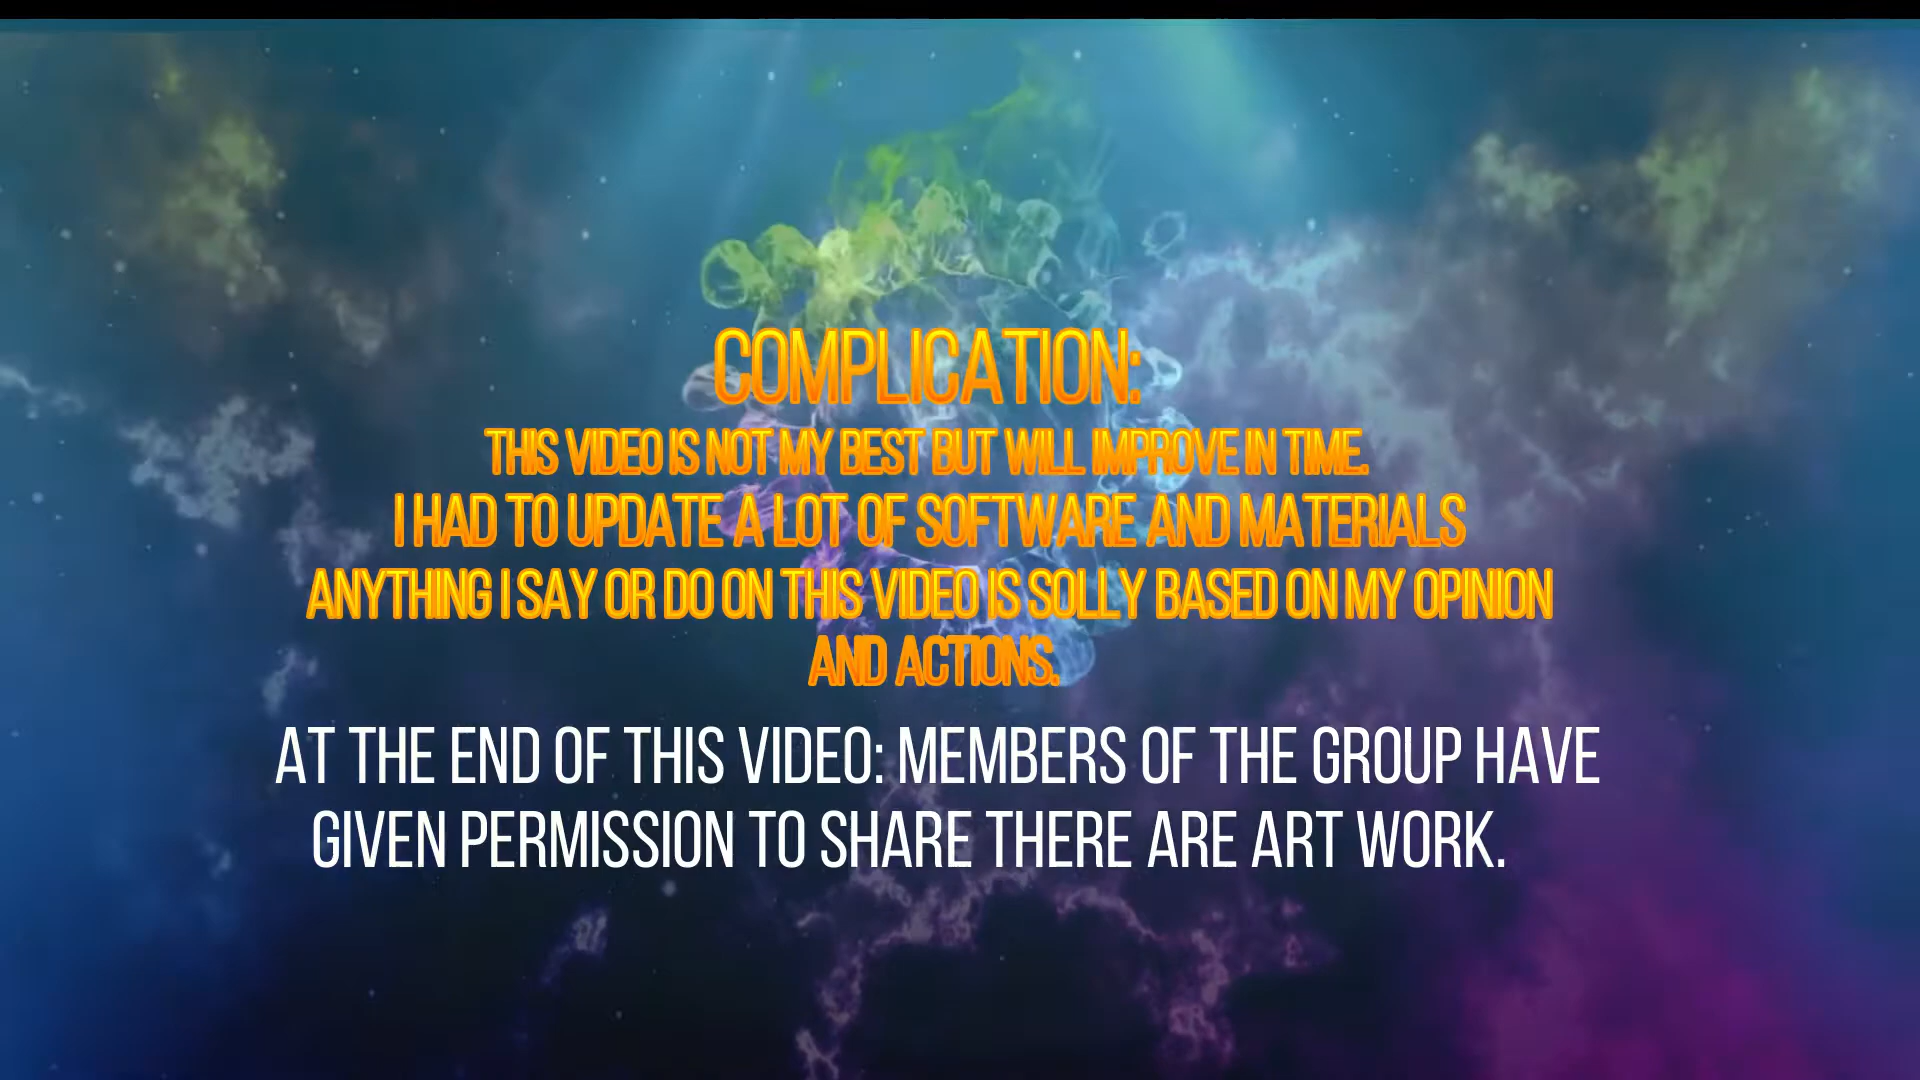 COMPLICATION:
THIS VIDEO IS NOT MY BEST BUT WILL IMPROVE IN TIME.
I HAD TO UPDATE A LOT OF SOFTWARE AND MATERIALS
ANYTHING I SAY OR DO ON THIS VIDEO IS SOLLY BASED ON MY OPINION
AND ACTIONS.
AT THE END OF THIS VIDEO: MEMBERS OF THE GROUP HAVE
GIVEN PERMISSION TO SHARE THERE ARE ART WORK.